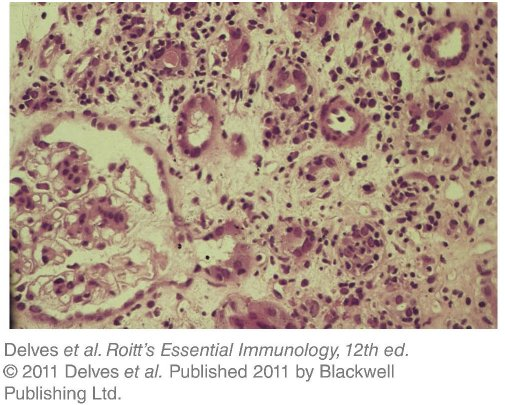 Delves et al. Roitt's Essential Immunology, 12th ed.
© 2011 Delves et al. Published 2011 by Blackwell
Publishing Ltd.